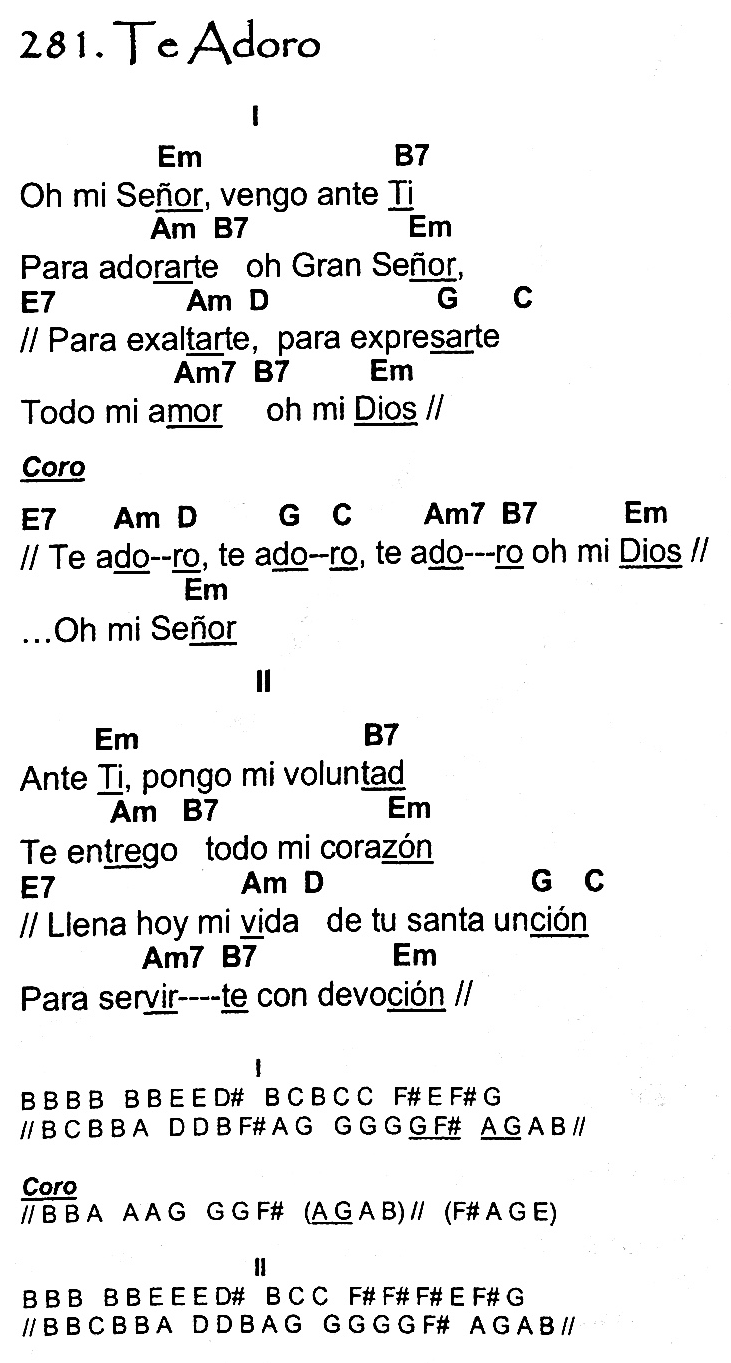 281. Te Adoro
I
Em B7
Oh mi Señor, vengo ante Ti
Am B7 Em
Para adorarte oh Gran Señor,
E7 Am D G C
// Para exaltarte, para expresarte
Am7 B7 Em
Todo mi amor oh mi Dios //
Coro
E7 Am D G C Am7 B7 Em
// Te ado--ro, te ado--ro, te ado---ro oh mi Dios //
Em
...Oh mi Señor
II
Em B7
Ante Ti, pongo mi voluntad
Am B7 Em
Te entrego todo mi corazón
E7 Am D G C
// Llena hoy mi vida de tu santa unción
Am7 B7 Em
Para servir----te con devoción //
I
B B B B B B E E D# B C B C C F# E F# G
// B C B B A D D B F# A G G G G G F# A G A B //
Coro
// B B A A A G G G F# (A G A B) // (F# A G E)
II
B B B B B E E E D# B C C F# F# F# E F# G
// B B C B B A D D B A G G G G G F# A G A B //